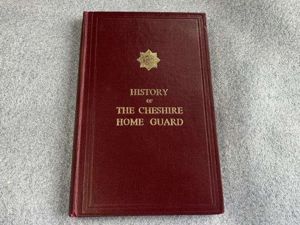 HISTORY
OF
THE CHESHIRE
HOME GUARD